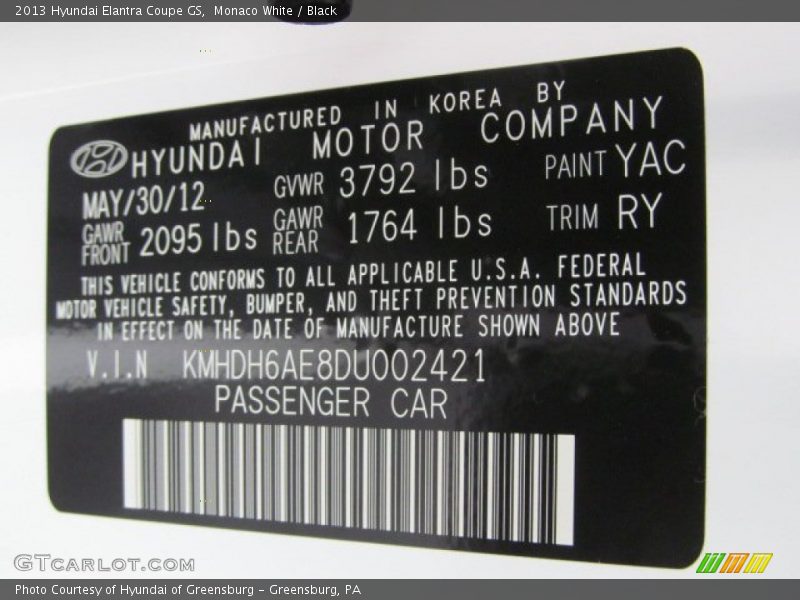 2013 Hyundai Elantra Coupe GS, Monaco White / Black
MANUFACTURED IN KOREA BY
HYUNDAI MOTOR COMPANY
MAY/30/12 GVWR 3792 lbs PAINT YAC
GAWR FRONT 2095 lbs GAWR REAR 1764 lbs TRIM RY
THIS VEHICLE CONFORMS TO ALL APPLICABLE U.S.A. FEDERAL
MOTOR VEHICLE SAFETY, BUMPER, AND THEFT PREVENTION STANDARDS
IN EFFECT ON THE DATE OF MANUFACTURE SHOWN ABOVE
V.I.N KMHDH6AE8DU002421
PASSENGER CAR
GTCARLOT.COM
Photo Courtesy of Hyundai of Greensburg - Greensburg, PA